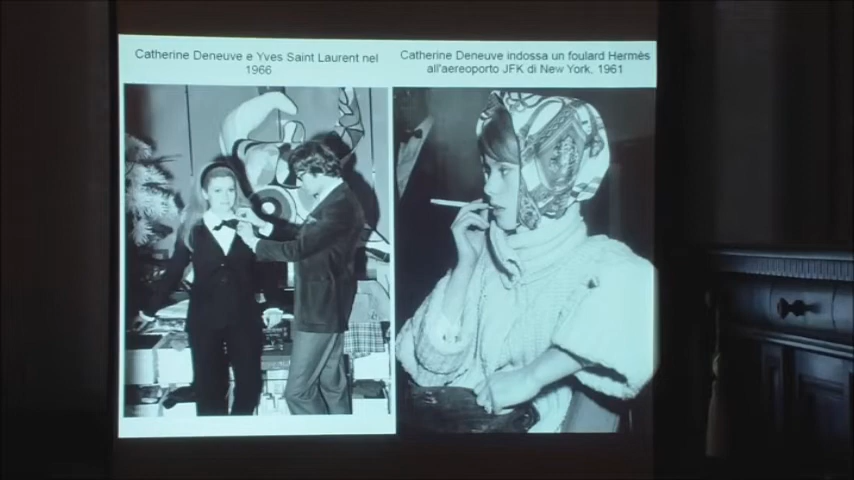 Catherine Deneuve e Yves Saint Laurent nel
1966
Catherine Deneuve indossa un foulard Hermès
all'aereoporto JFK di New York, 1961